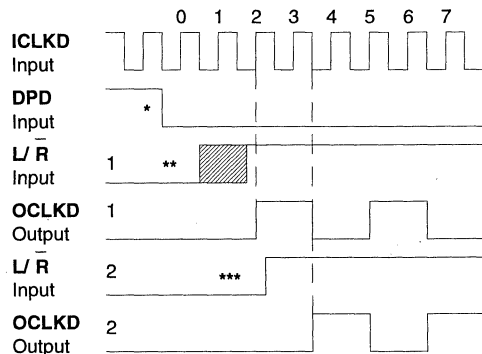 0 1 2 3 4 5 6 7
ICLKD
Input
DPD
Input
*
L/ R̅
Input
1
**
OCLKD
Output
1
L/ R̅
Input
2
***
OCLKD
Output
2